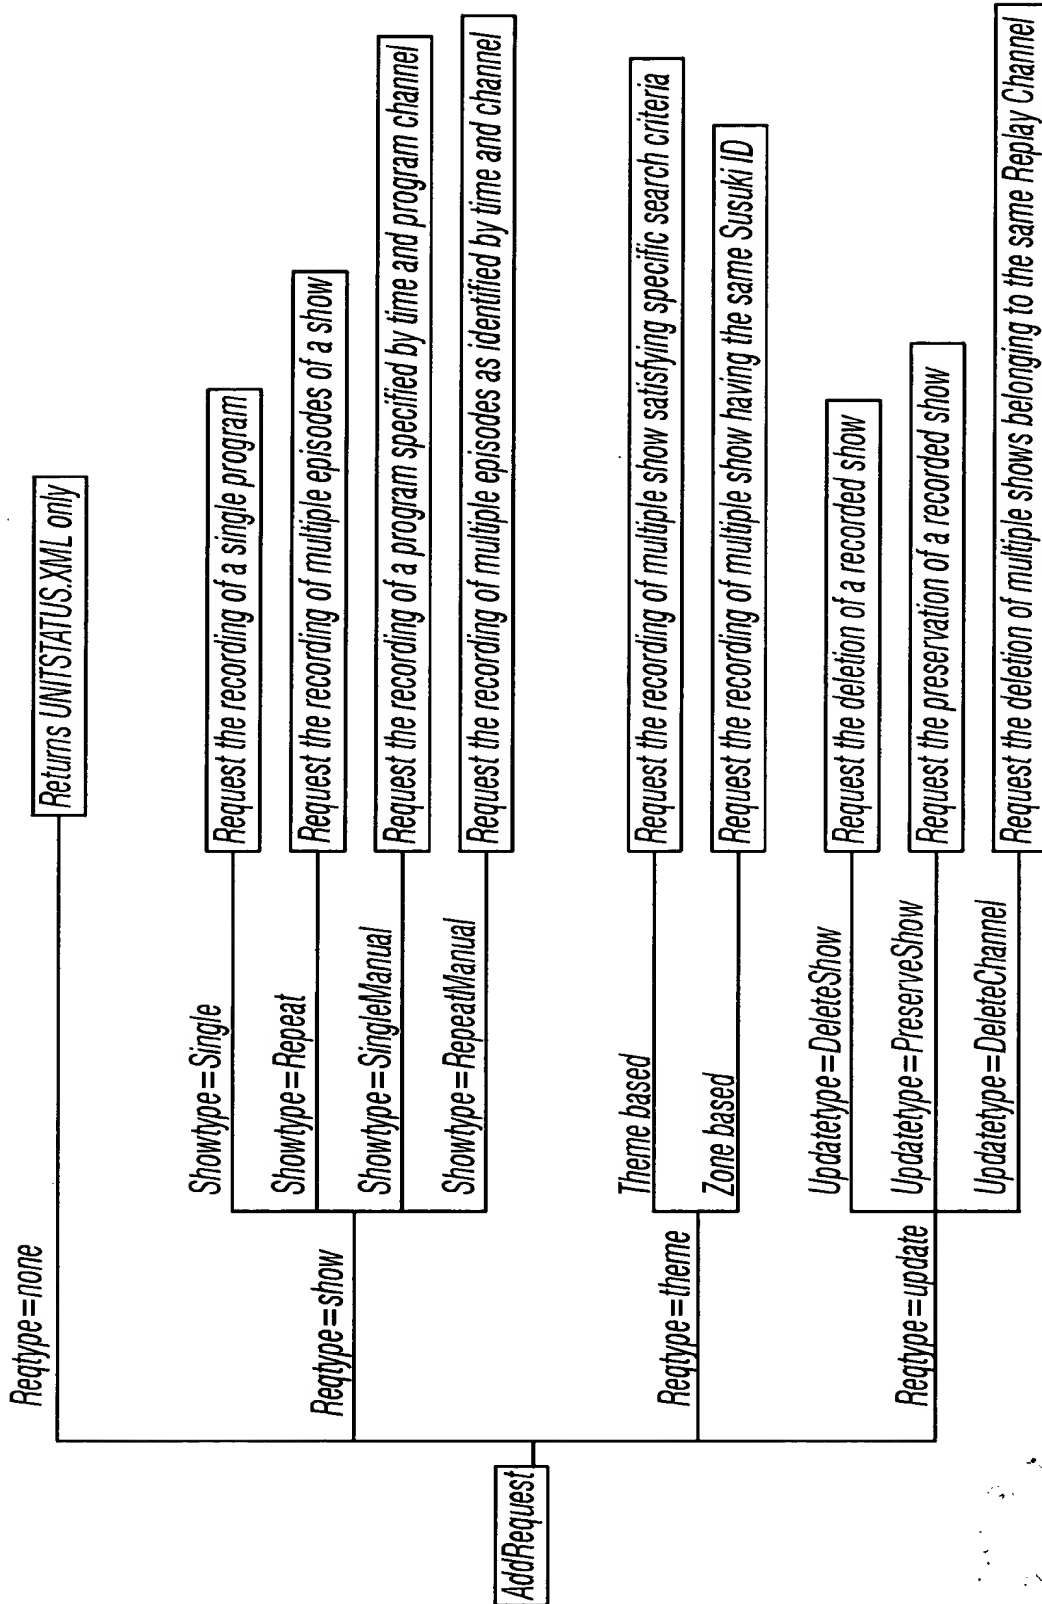 AddRequest
Reqtype=none
Returns UNITSTATUS.XML only
Reqtype=show
Showtype=Single
Request the recording of a single program
Showtype=Repeat
Request the recording of multiple episodes of a show
Showtype=SingleManual
Request the recording of a program specified by time and program channel
Showtype=RepeatManual
Request the recording of multiple episodes as identified by time and channel
Reqtype=theme
Theme based
Request the recording of multiple show satisfying specific search criteria
Zone based
Request the recording of multiple show having the same Susuki ID
Reqtype=update
Updatetype=DeleteShow
Request the deletion of a recorded show
Updatetype=PreserveShow
Request the preservation of a recorded show
Updatetype=DeleteChannel
Request the deletion of multiple shows belonging to the same Replay Channel